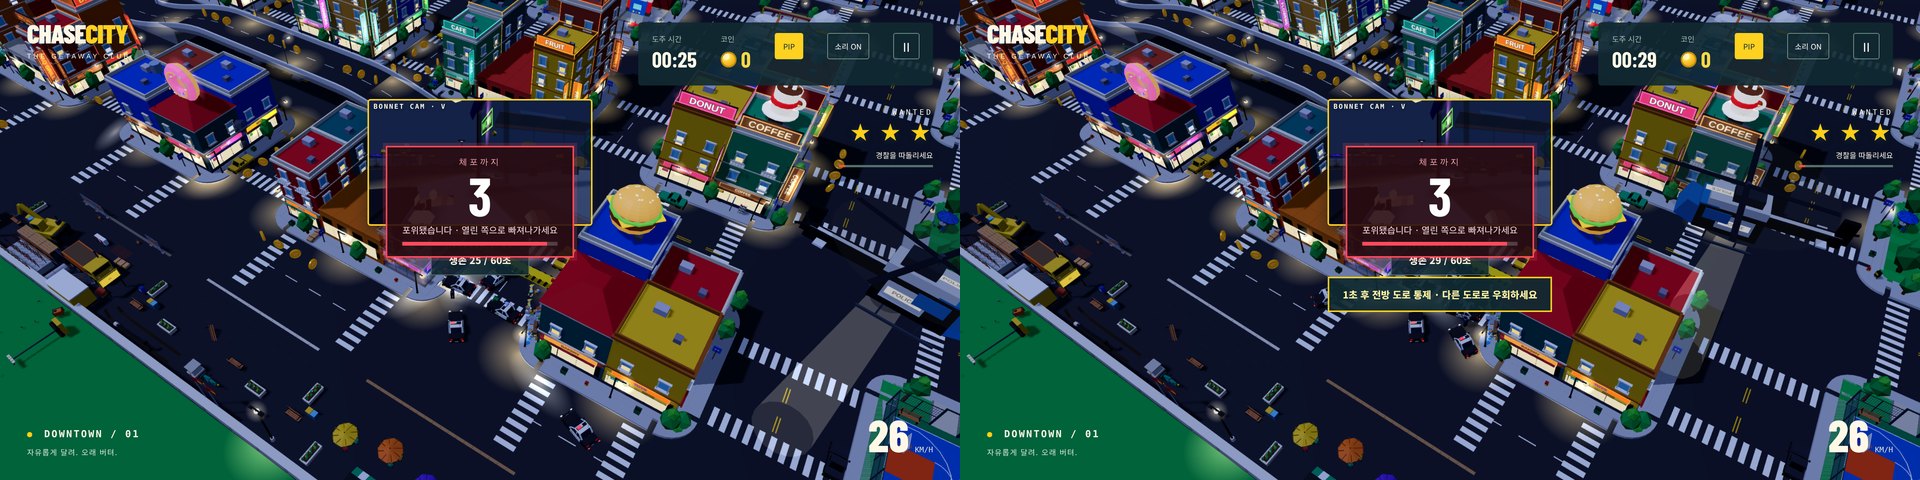 CHASECITY
THE GETAWAY CLUB
CAFE
FRUIT
도주 시간
00:25
코인
0
PIP
소리 ON
BONNET CAM · V
DONUT
COFFEE
WANTED
경찰을 따돌리세요
체포까지
3
포위됐습니다 · 열린 쪽으로 빠져나가세요
생존 25 / 60초
DOWNTOWN / 01
자유롭게 달려. 오래 버텨.
26
KM/H
CHASECITY
THE GETAWAY CLUB
CAFE
FRUIT
도주 시간
00:29
코인
0
PIP
소리 ON
BONNET CAM · V
DONUT
COFFEE
WANTED
경찰을 따돌리세요
체포까지
3
포위됐습니다 · 열린 쪽으로 빠져나가세요
생존 29 / 60초
1초 후 전방 도로 통제 · 다른 도로로 우회하세요
DOWNTOWN / 01
자유롭게 달려. 오래 버텨.
26
KM/H